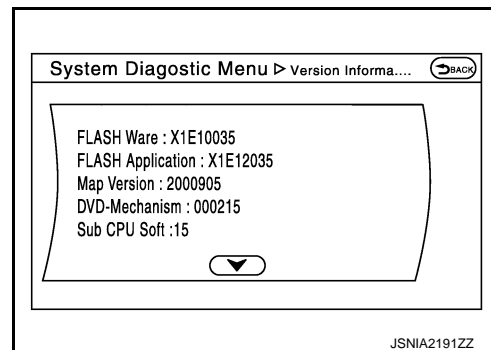 System Diagostic Menu ▷ Version Informa....
BACK
FLASH Ware : X1E10035
FLASH Application : X1E12035
Map Version : 2000905
DVD-Mechanism : 000215
Sub CPU Soft :15
JSNIA2191ZZ